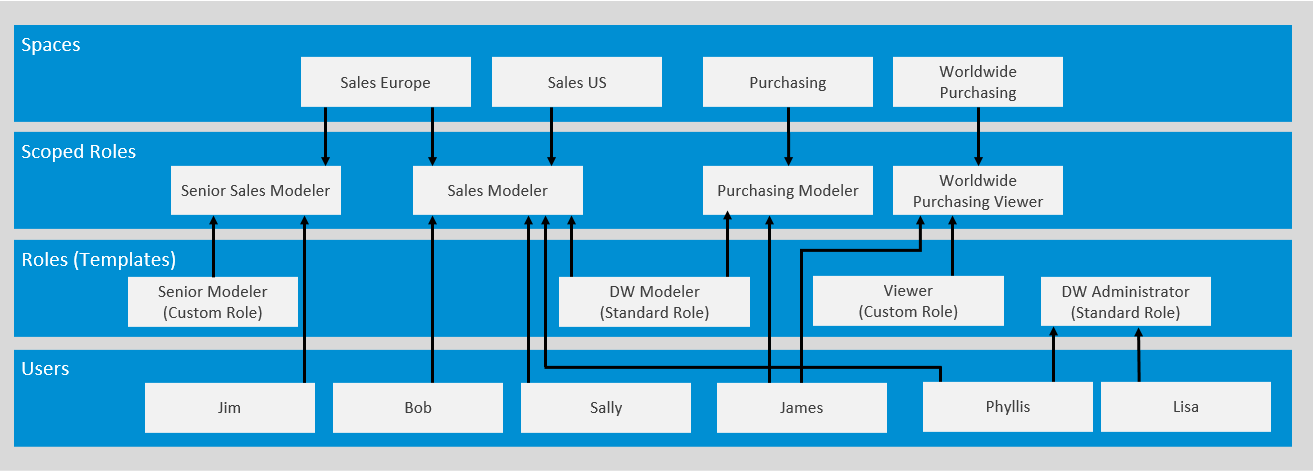 Spaces
Sales Europe
Sales US
Purchasing
Worldwide
Purchasing
Scoped Roles
Senior Sales Modeler
Sales Modeler
Purchasing Modeler
Worldwide
Purchasing Viewer
Roles (Templates)
Senior Modeler
(Custom Role)
DW Modeler
(Standard Role)
Viewer
(Custom Role)
DW Administrator
(Standard Role)
Users
Jim
Bob
Sally
James
Phyllis
Lisa